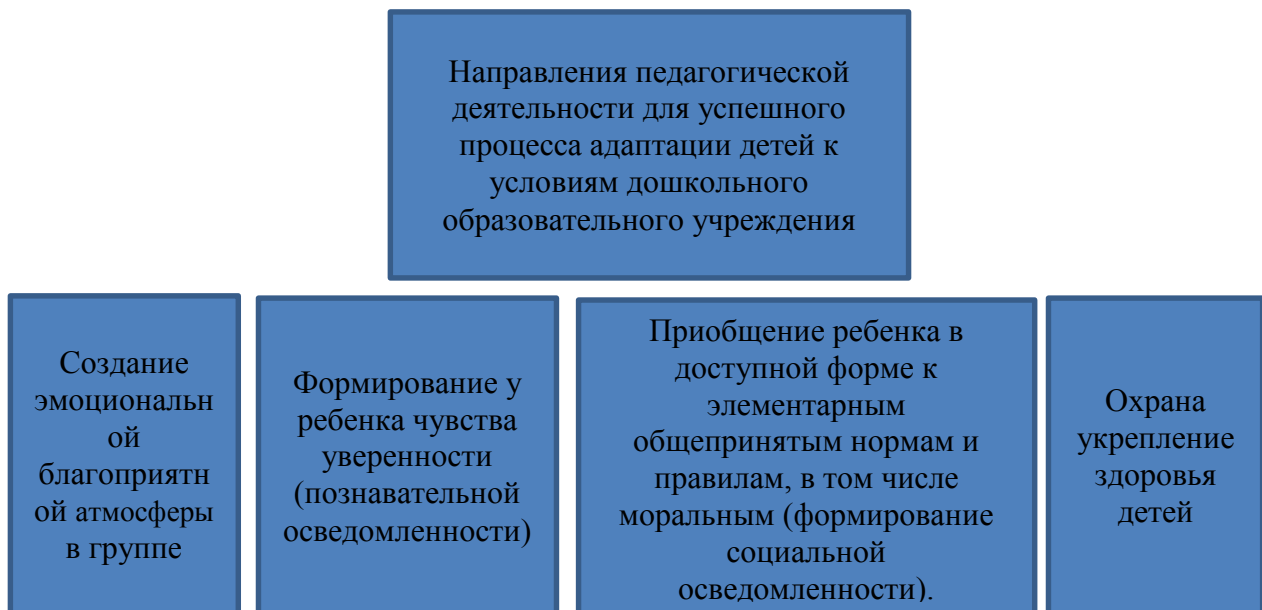 Направления педагогической
деятельности для успешного
процесса адаптации детей к
условиям дошкольного
образовательного учреждения
Создание
эмоциональн
ой
благоприятн
ой атмосферы
в группе
Формирование у
ребенка чувства
уверенности
(познавательной
осведомленности)
Приобщение ребенка в
доступной форме к
элементарным
общепринятым нормам и
правилам, в том числе
моральным (формирование
социальной
осведомленности).
Охрана
укрепление
здоровья
детей